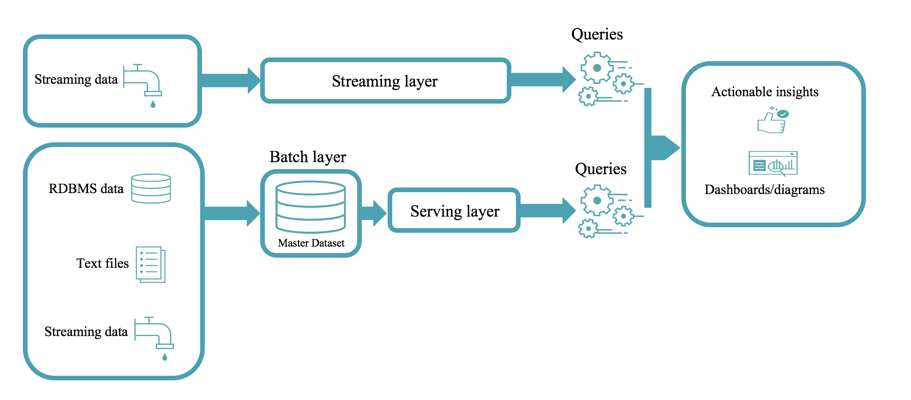 Queries
Streaming data
Streaming layer
Actionable insights
Dashboards/diagrams
Batch layer
Queries
RDBMS data
Master Dataset
Serving layer
Text files
Streaming data